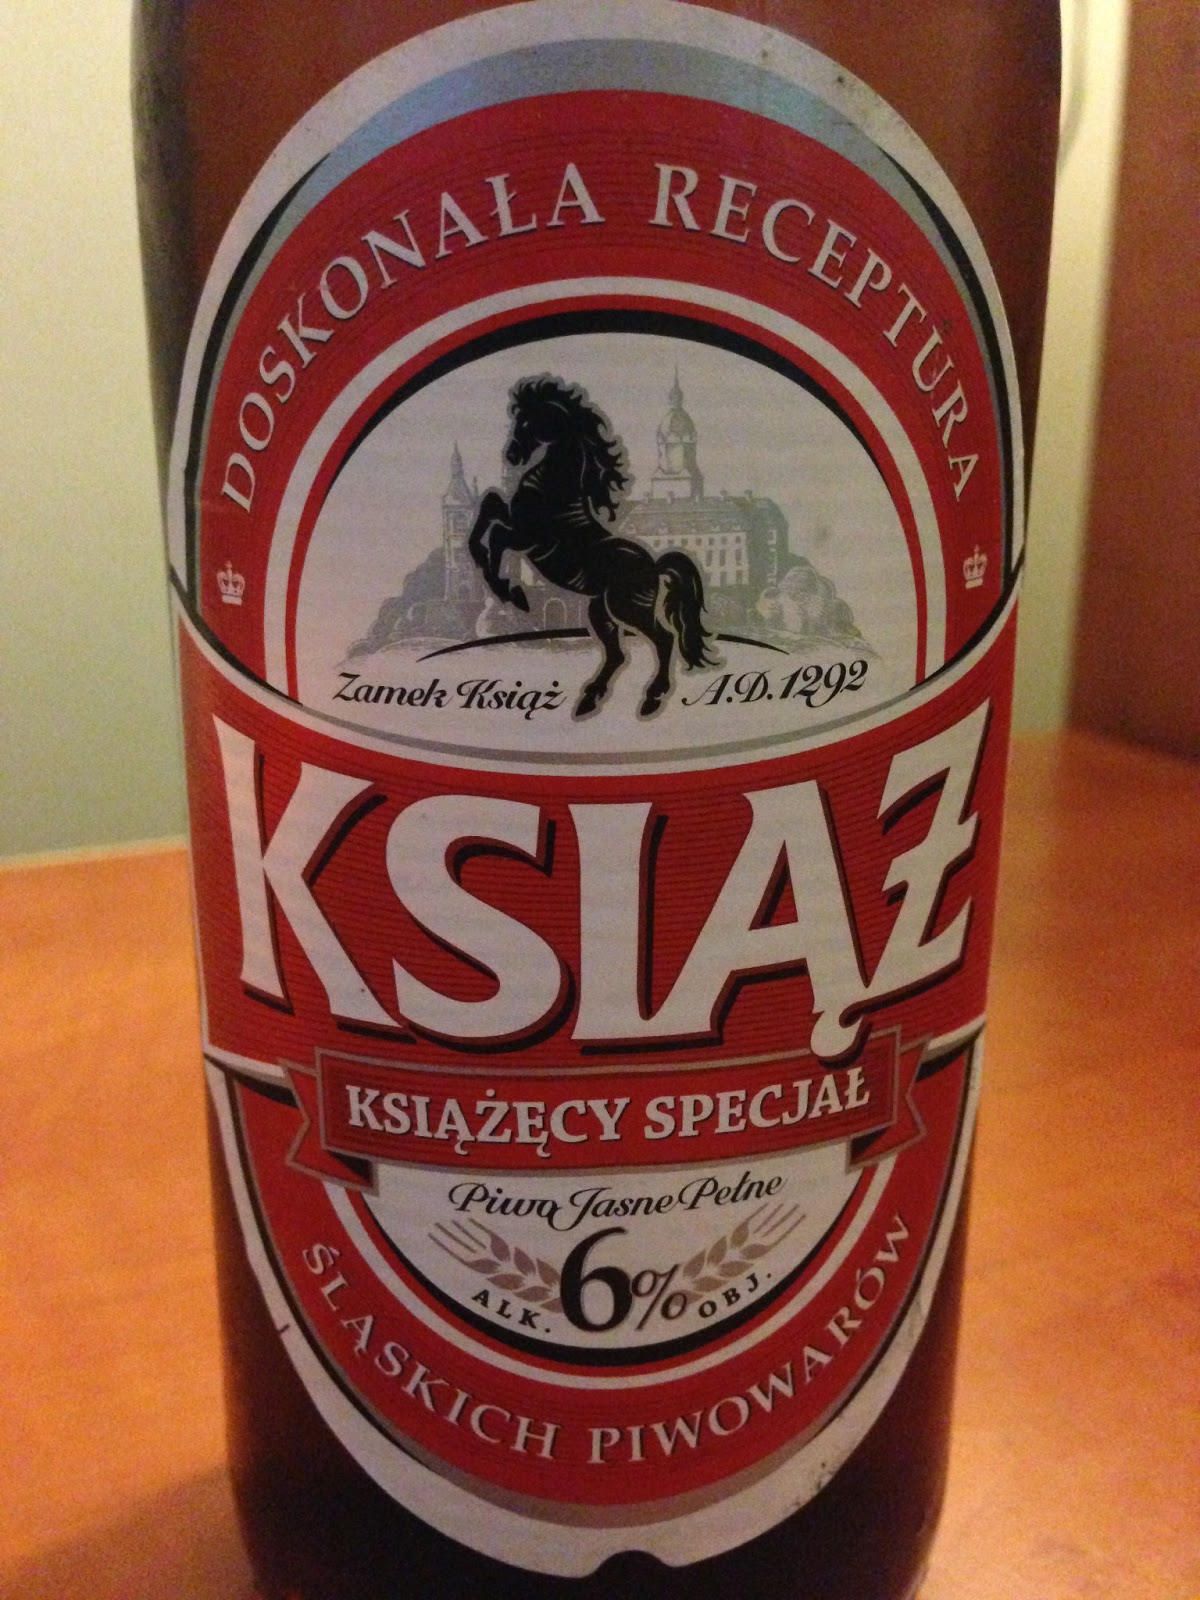 DOSKONAŁA RECEPTURA
Zamek Książ A.D. 1292
KSIĄŻ
KSIĄŻĘCY SPECJAŁ
Piwo Jasne Pełne
ALK. 6% OBJ.
ŚLĄSKICH PIWOWARÓW